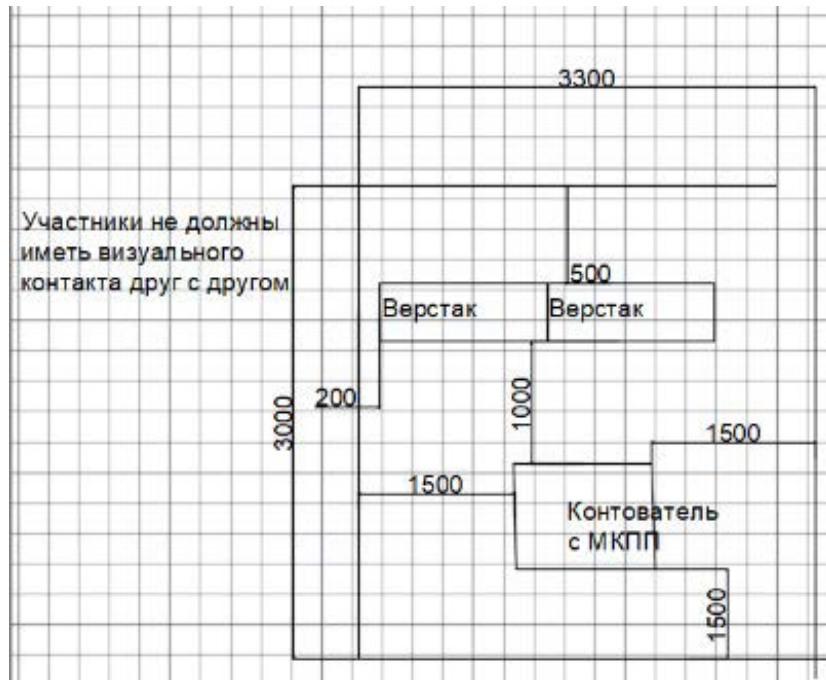 3300
Участники не должны
иметь визуального
контакта друг с другом
500
Верстак Верстак
200
1000
3000
1500
1500
Контователь
с МКПП
1500